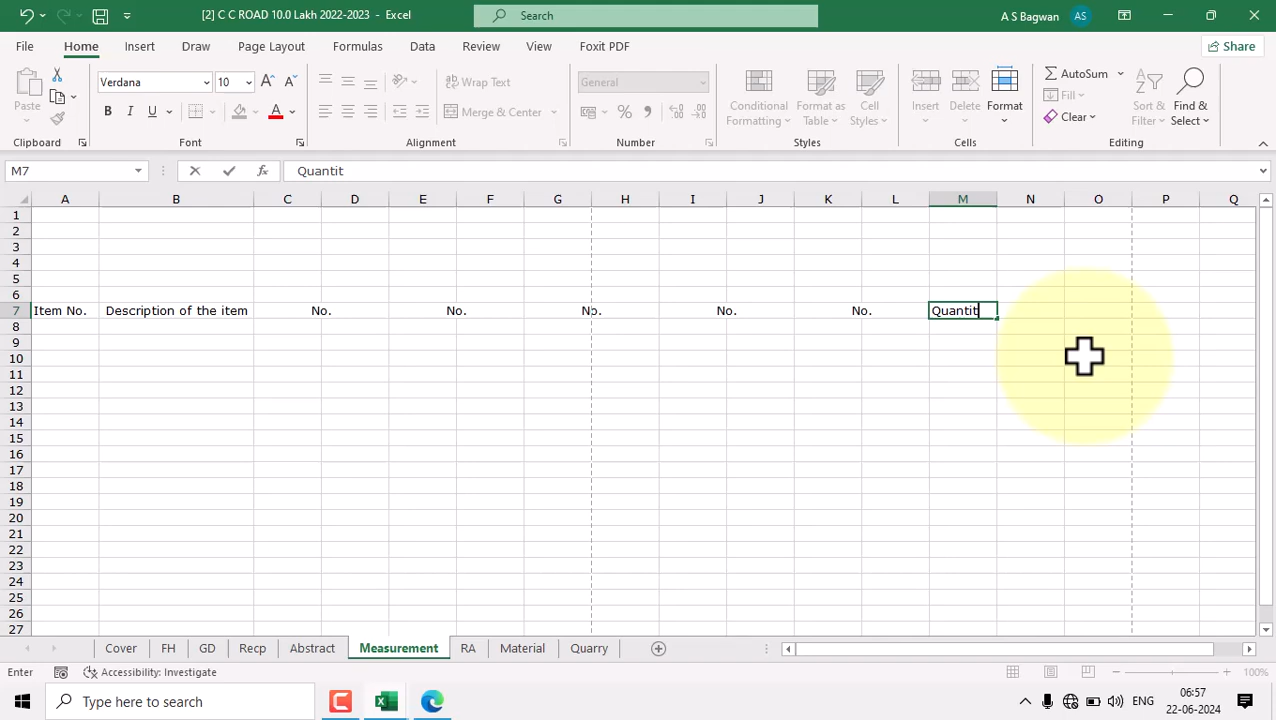 [2] C C ROAD 10.0 Lakh 2022-2023 - Excel
Search
A S Bagwan
AS
File Home Insert Draw Page Layout Formulas Data Review View Foxit PDF
Share
Paste
Clipboard
Verdana 10
B I U
Font
Wrap Text
Merge & Center
Alignment
General
Number
Conditional Formatting
Format as Table
Cell Styles
Styles
Insert Delete Format
Cells
AutoSum
Fill
Clear
Sort & Filter
Find & Select
Editing
M7 fx Quantit
A B C D E F G H I J K L M N O P Q
1
2
3
4
5
6
7 Item No. Description of the item No. No. No. No. No. Quantit
8
9
10
11
12
13
14
15
16
17
18
19
20
21
22
23
24
25
26
27
Cover FH GD Recp Abstract Measurement RA Material Quarry
Enter Accessibility: Investigate 100%
Type here to search
ENG
06:57
22-06-2024